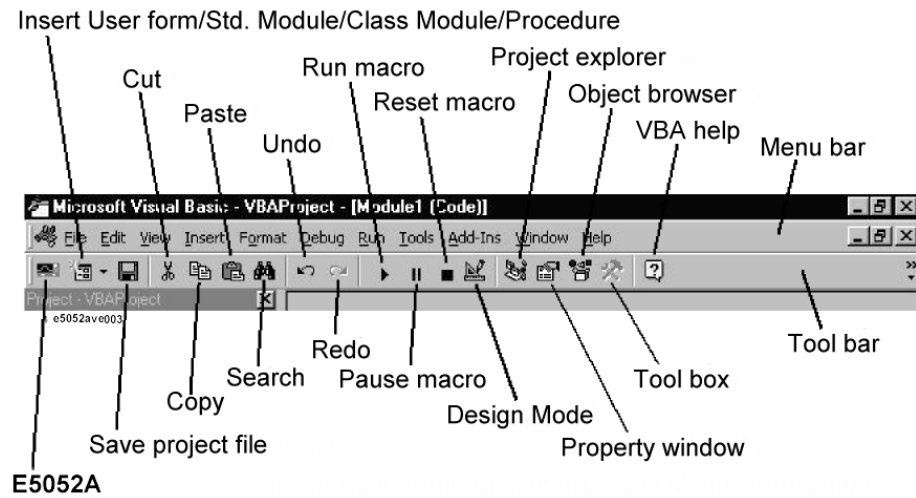 Insert User form/Std. Module/Class Module/Procedure
Project explorer
Run macro
Cut
Reset macro
Object browser
Paste
VBA help
Undo
Menu bar
Microsoft Visual Basic - VBAProject - [Module1 (Code)]
File Edit View Insert Format Debug Run Tools Add-Ins Window Help
Project - VBAProject
e5052ave003
Redo
Tool bar
Search
Pause macro
Tool box
Copy
Design Mode
Save project file
Property window
E5052A